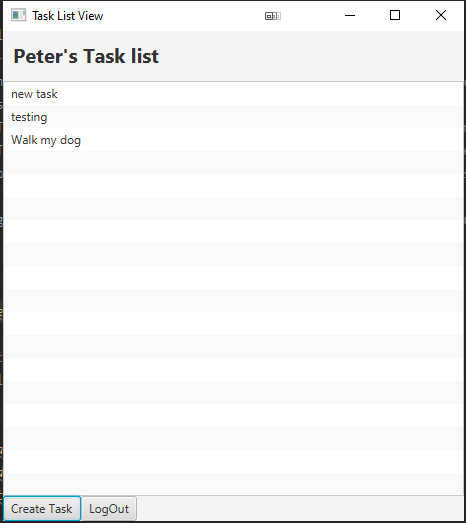 Task List View
Peter's Task list
new task
testing
Walk my dog
Create Task LogOut